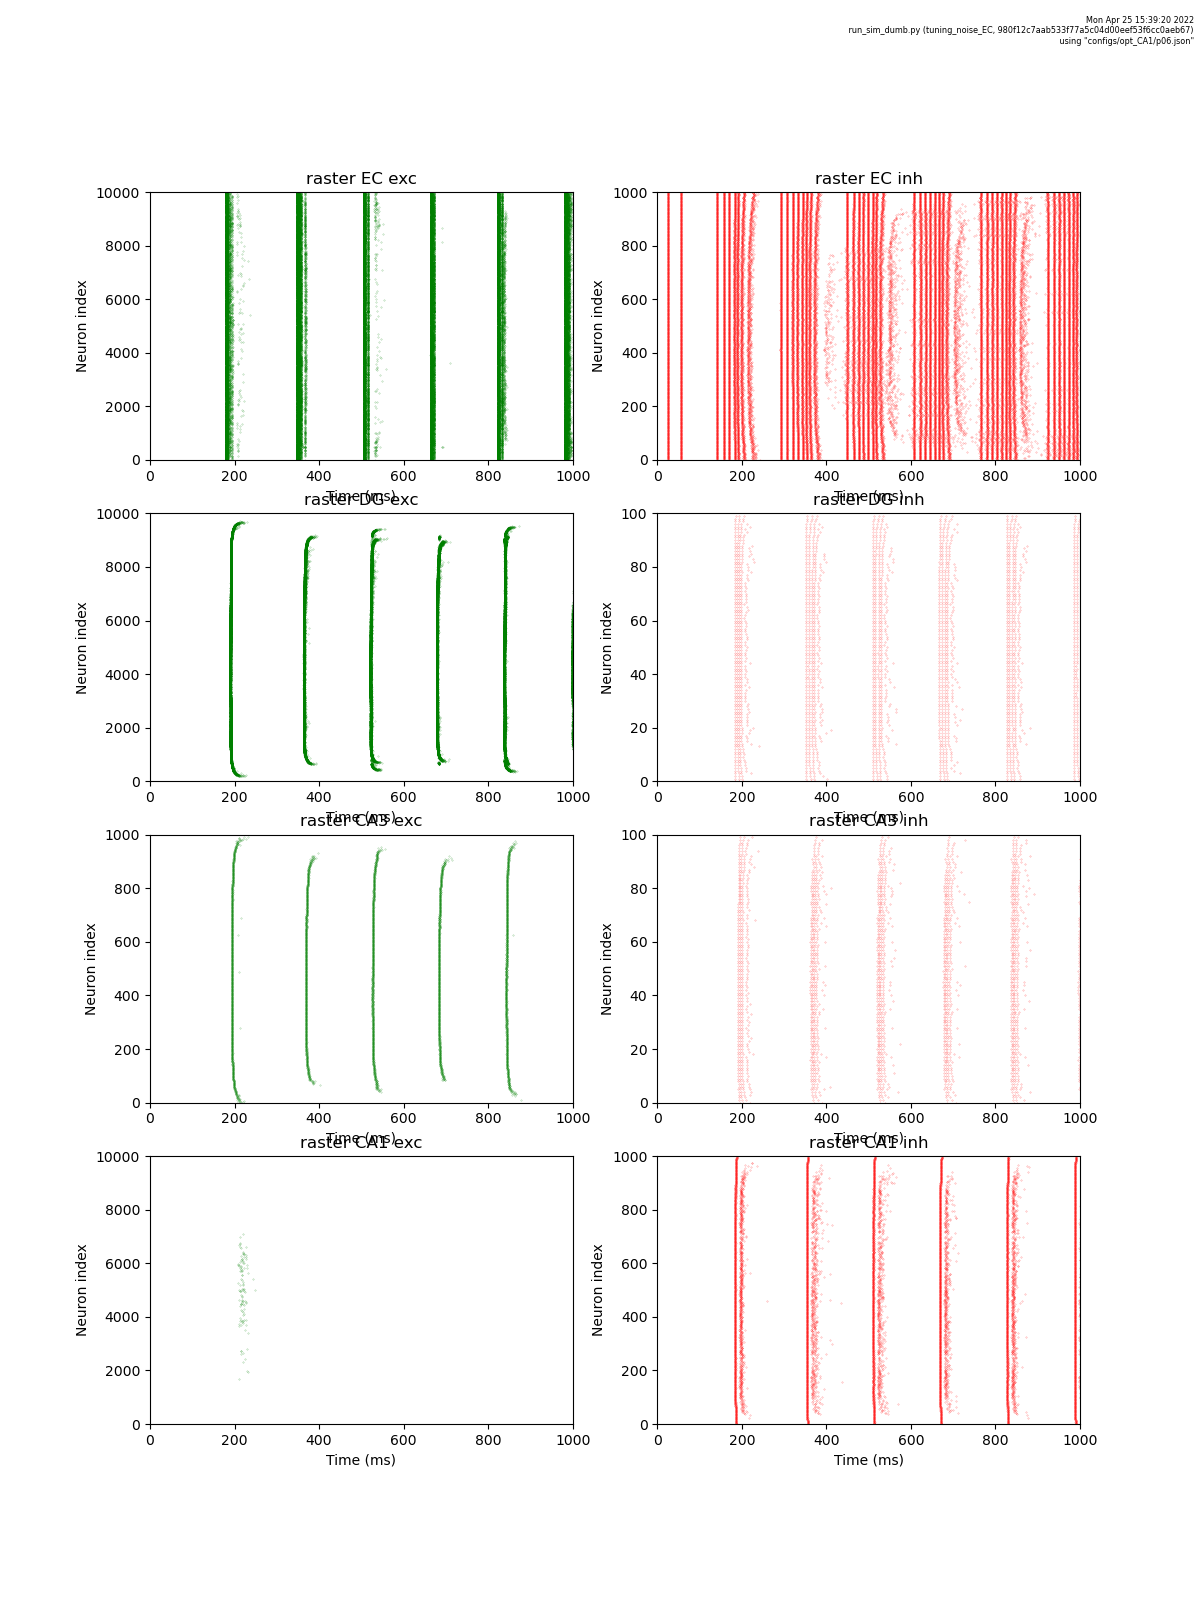 Mon Apr 25 15:39:20 2022
run_sim_dumb.py (tuning_noise_EC, 980f12c7aab533f77a5c04d00eef53f6cc0aeb67)
using "configs/opt_CA1/p06.json"
raster EC exc
10000
8000
6000
4000
2000
0
Neuron index
0 200 400 600 800 1000
Time (ms)
raster EC inh
1000
800
600
400
200
0
Neuron index
0 200 400 600 800 1000
Time (ms)
raster DG exc
10000
8000
6000
4000
2000
0
Neuron index
0 200 400 600 800 1000
Time (ms)
raster DG inh
100
80
60
40
20
0
Neuron index
0 200 400 600 800 1000
Time (ms)
raster CA3 exc
1000
800
600
400
200
0
Neuron index
0 200 400 600 800 1000
Time (ms)
raster CA3 inh
100
80
60
40
20
0
Neuron index
0 200 400 600 800 1000
Time (ms)
raster CA1 exc
10000
8000
6000
4000
2000
0
Neuron index
0 200 400 600 800 1000
Time (ms)
raster CA1 inh
1000
800
600
400
200
0
Neuron index
0 200 400 600 800 1000
Time (ms)